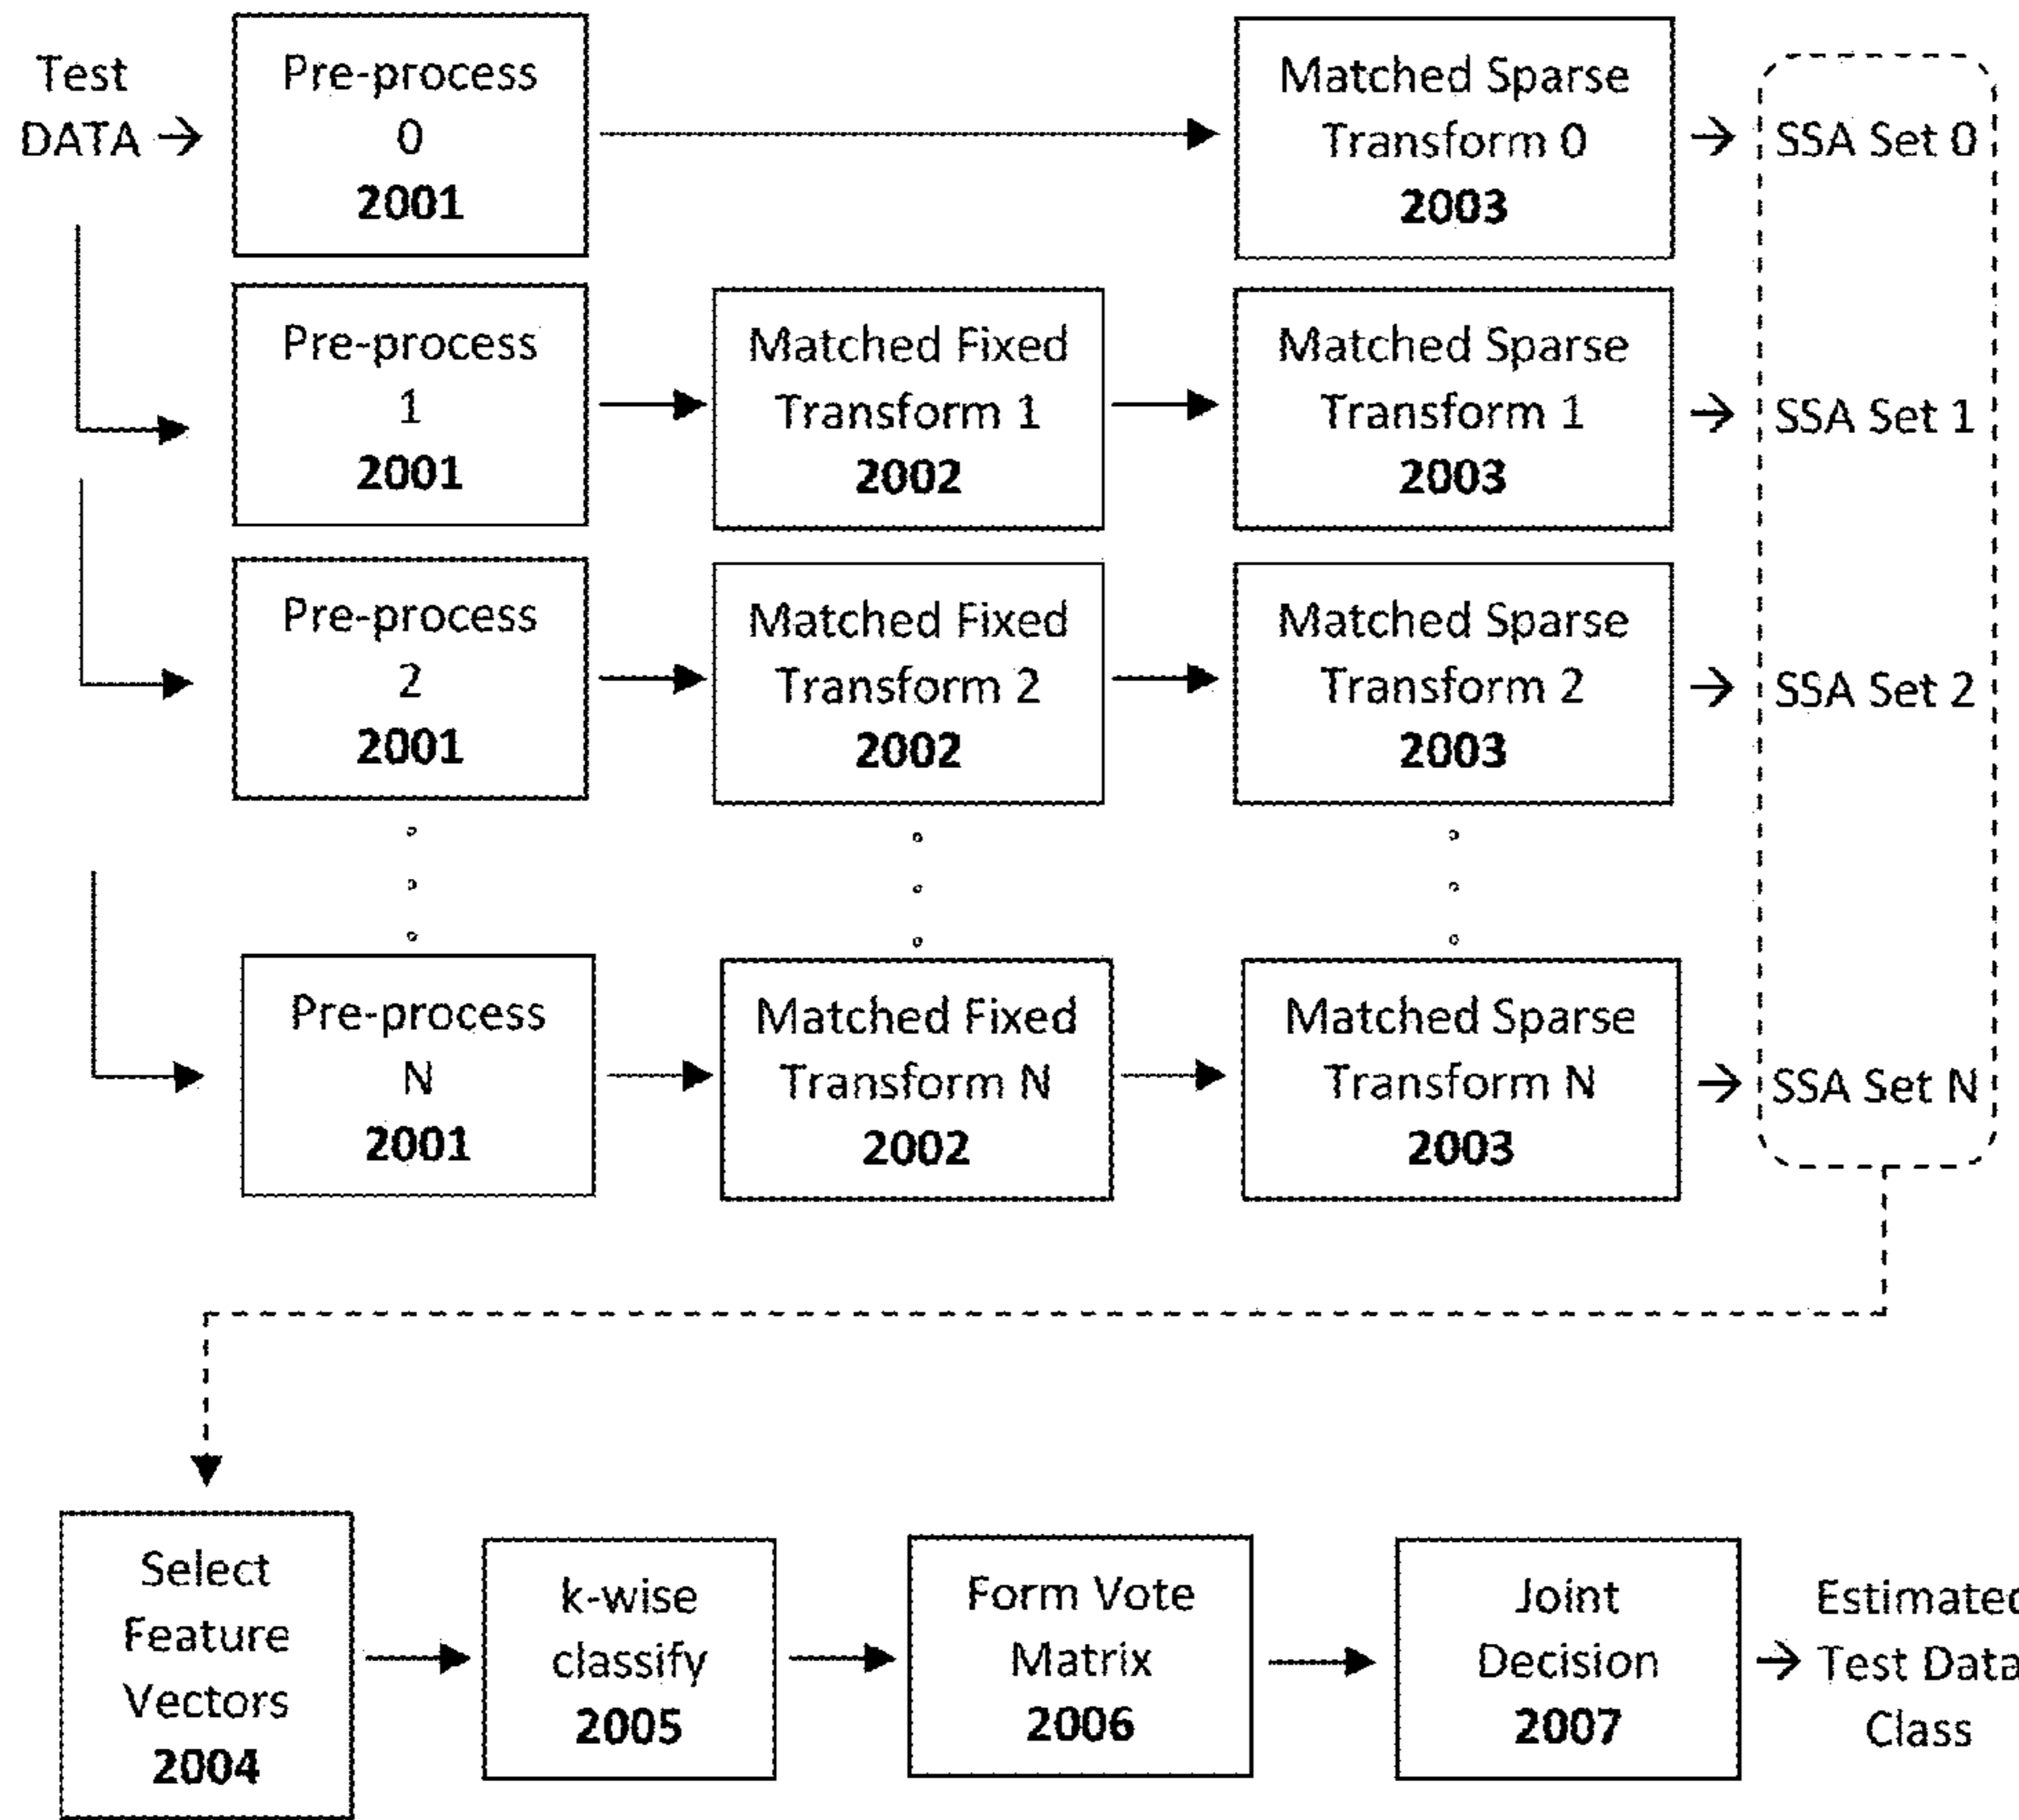 Test
DATA →
Pre-process
0
2001
Matched Sparse
Transform 0
2003
→ SSA Set 0
Pre-process
1
2001
Matched Fixed
Transform 1
2002
Matched Sparse
Transform 1
2003
→ SSA Set 1
Pre-process
2
2001
Matched Fixed
Transform 2
2002
Matched Sparse
Transform 2
2003
→ SSA Set 2
Pre-process
N
2001
Matched Fixed
Transform N
2002
Matched Sparse
Transform N
2003
→ SSA Set N
Select
Feature
Vectors
2004
k-wise
classify
2005
Form Vote
Matrix
2006
Joint
Decision
2007
Estimated
→ Test Data
Class